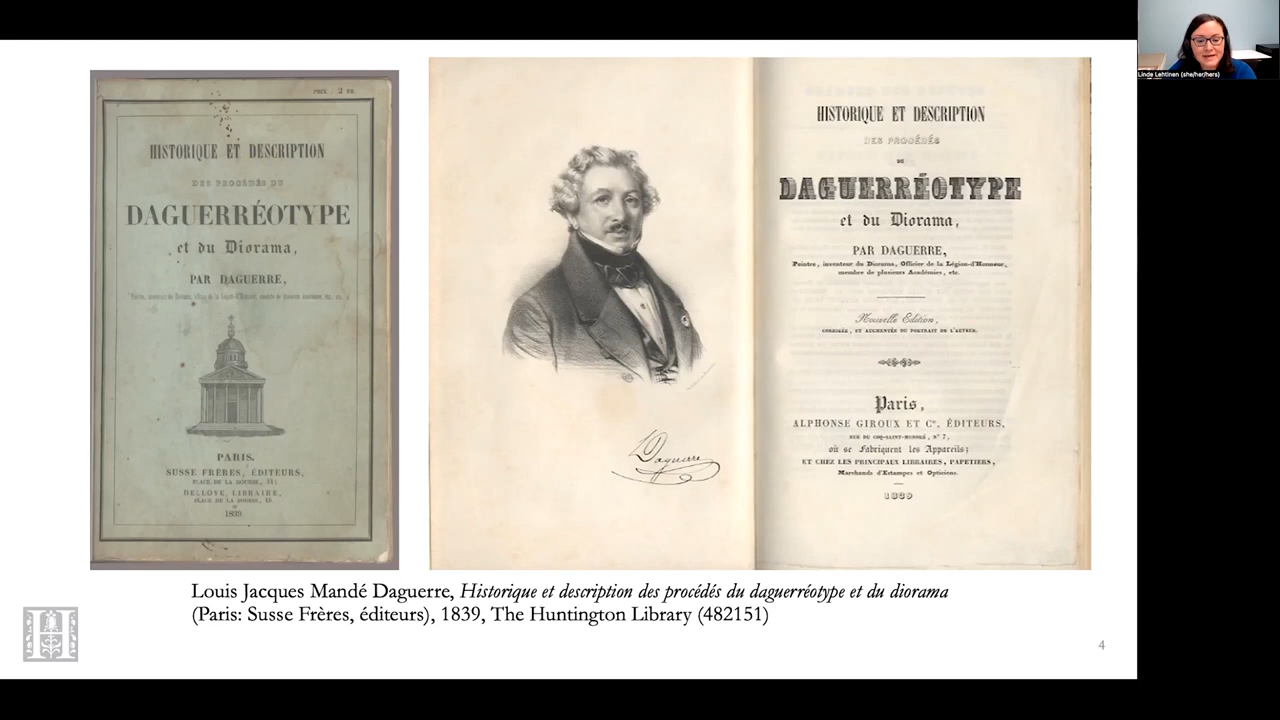 PRIX : 2 FR.
HISTORIQUE ET DESCRIPTION
DES PROCÉDÉS DU
DAGUERRÉOTYPE
et du Diorama,
PAR DAGUERRE,
PARIS.
SUSSE FRÈRES, ÉDITEURS,
PLACE DE LA BOURSE, 31;
DELLOYE, LIBRAIRE,
PLACE DE LA BOURSE, 13.
1839.
Daguerre
HISTORIQUE ET DESCRIPTION
DES PROCÉDÉS
DU
DAGUERRÉOTYPE
et du Diorama,
PAR DAGUERRE,
Peintre, inventeur du Diorama, Officier de la Légion-d'Honneur,
membre de plusieurs Académies, etc.
Nouvelle Édition,
CORRIGÉE, ET AUGMENTÉE DU PORTRAIT DE L'AUTEUR.
Paris,
ALPHONSE GIROUX ET Cie, ÉDITEURS,
RUE DU COQ-SAINT-HONORÉ, N° 7,
où se Fabriquent les Appareils;
ET CHEZ LES PRINCIPAUX LIBRAIRES, PAPETIERS,
Marchands d'Estampes et Opticiens.
1839
Louis Jacques Mandé Daguerre, Historique et description des procédés du daguerréotype et du diorama
(Paris: Susse Frères, éditeurs), 1839, The Huntington Library (482151)
H
4
Linde Lehtinen (she/her/hers)